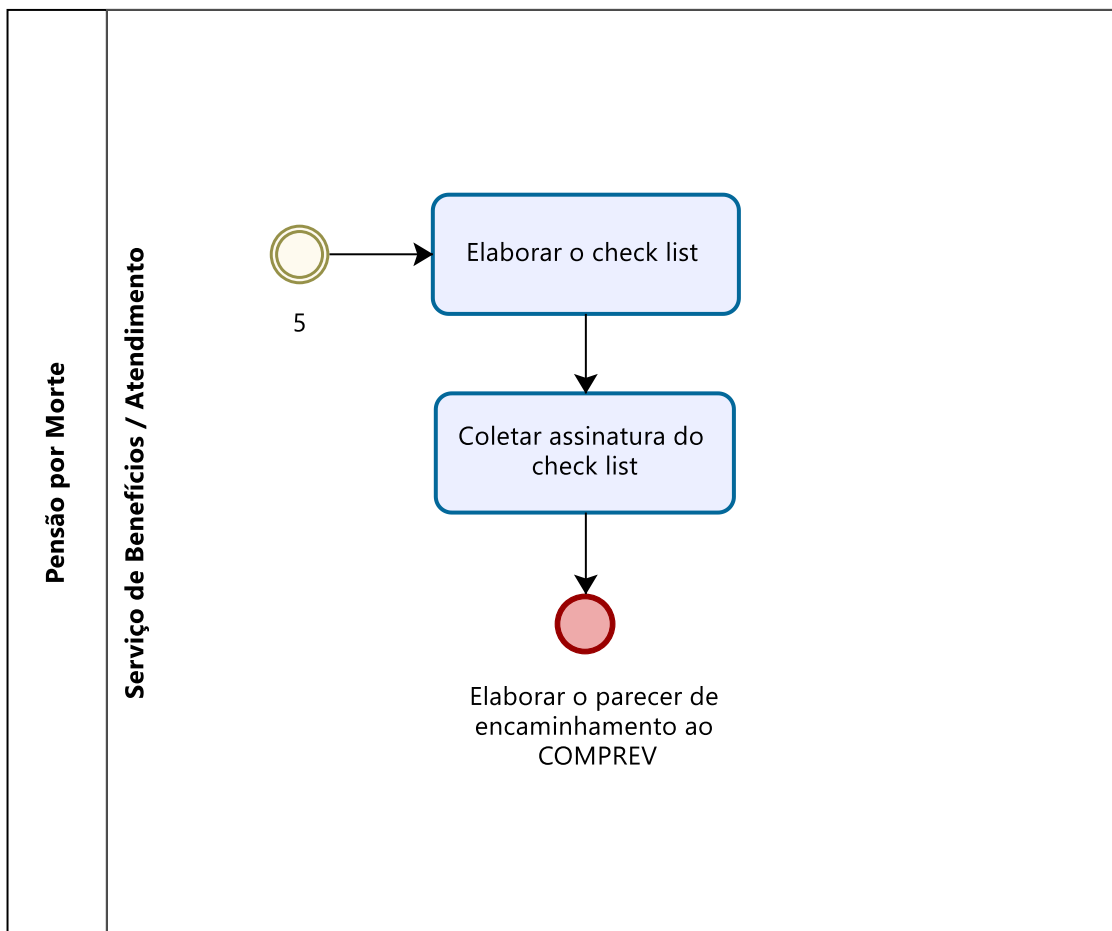 Pensão por Morte
Serviço de Benefícios / Atendimento
Elaborar o check list
5
Coletar assinatura do
check list
Elaborar o parecer de
encaminhamento ao
COMPREV